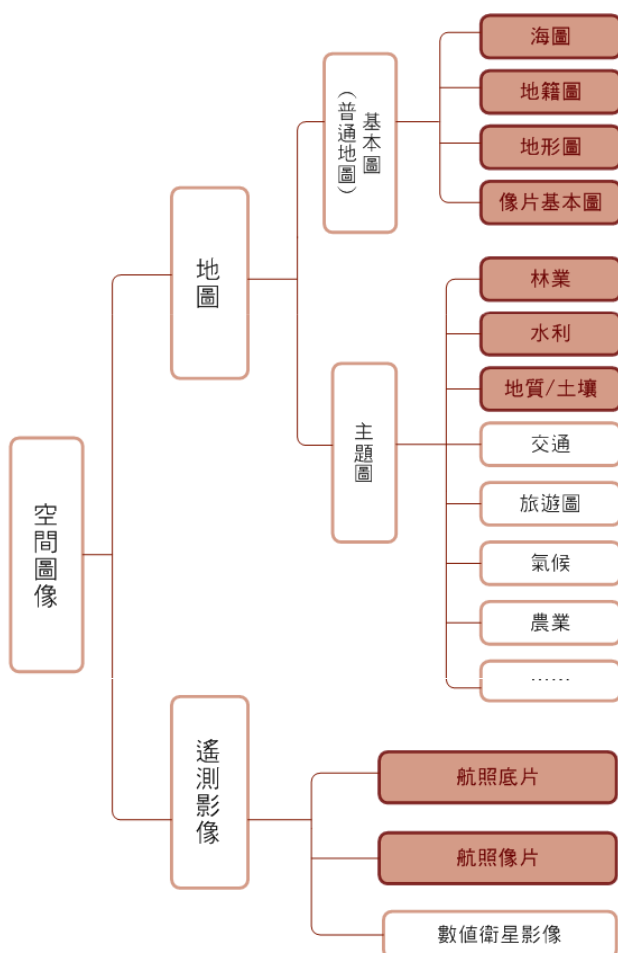 空間圖像
地圖
基本圖
(普通地圖)
海圖
地籍圖
地形圖
像片基本圖
主題圖
林業
水利
地質/土壤
交通
旅遊圖
氣候
農業
……
遙測影像
航照底片
航照像片
數值衛星影像